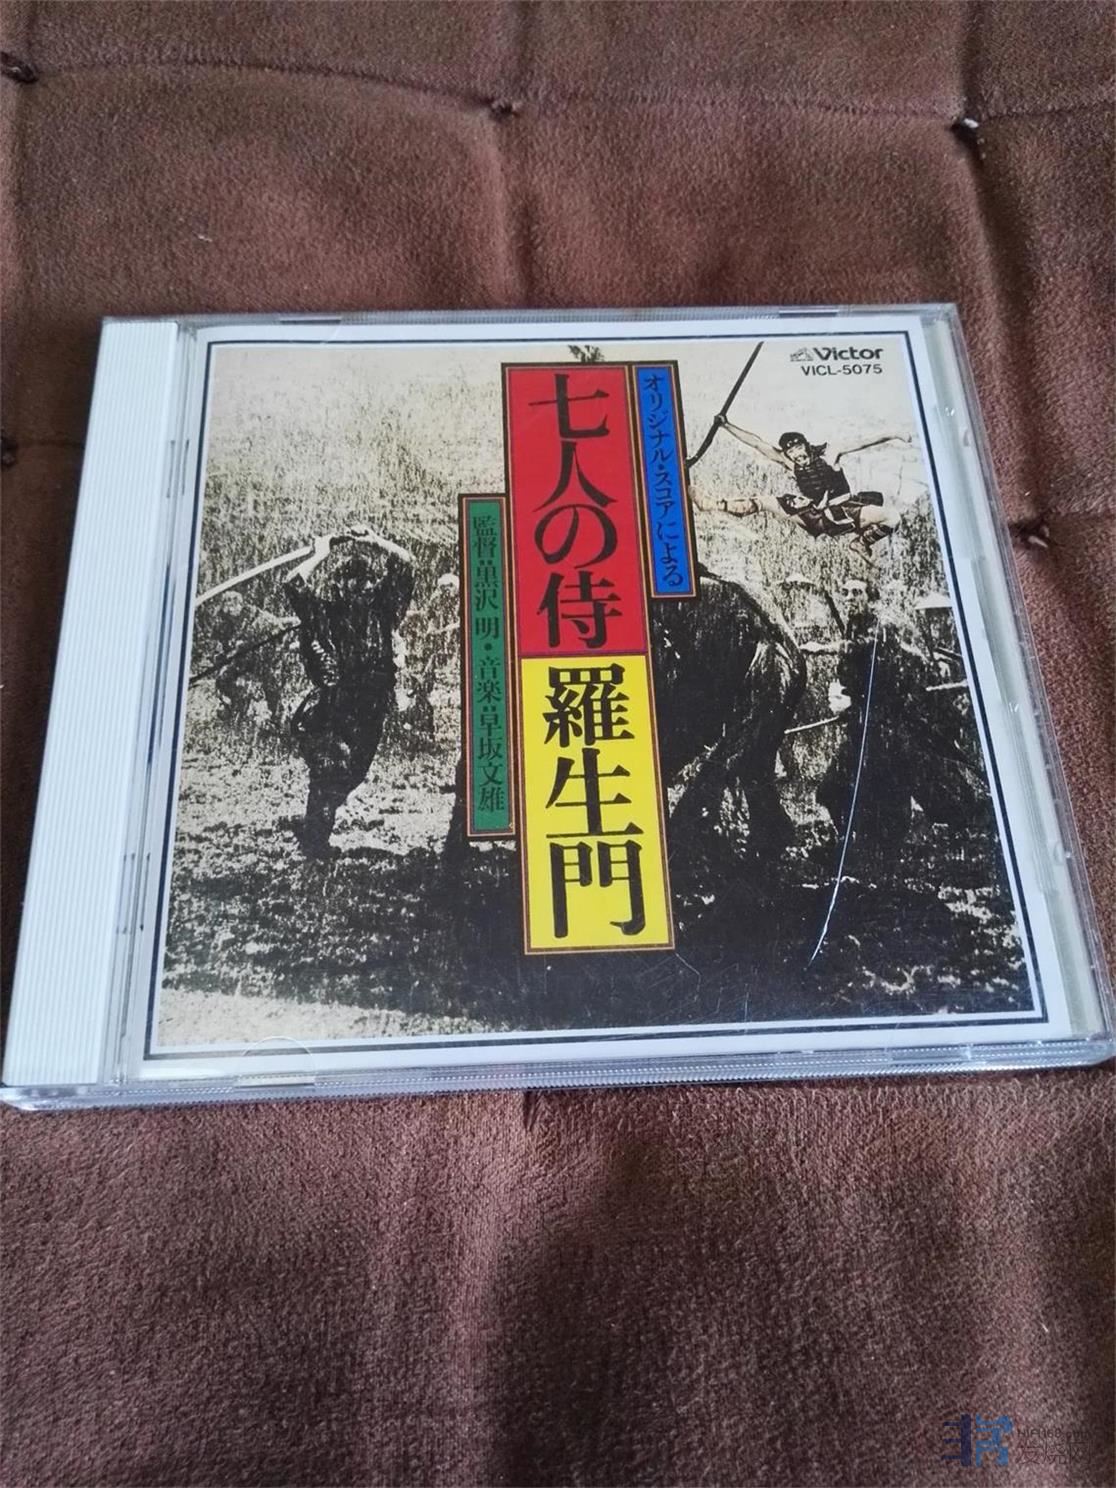 Victor
VICL-5075
オリジナル・スコアによる
七人の侍
羅生門
監督:黒沢 明・音楽:早坂文雄